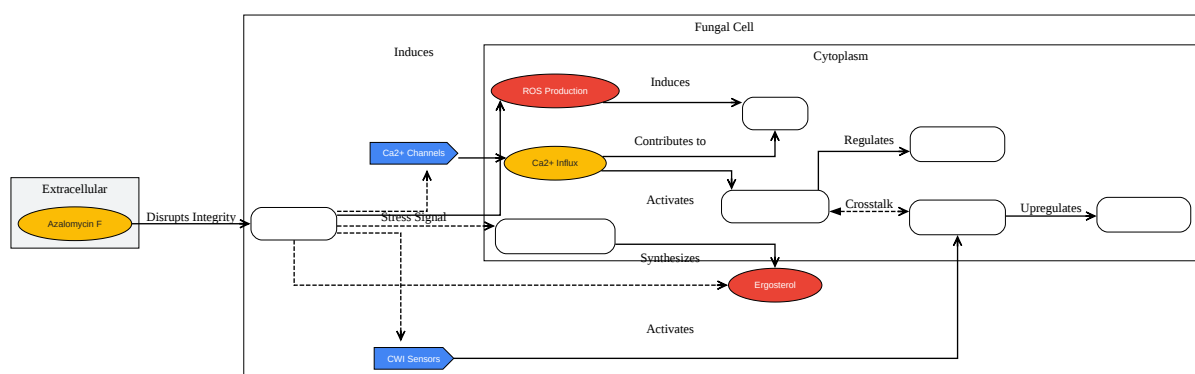 Fungal Cell
Induces
Cytoplasm
Induces
ROS Production
Contributes to
Regulates
Ca2+ Channels
Ca2+ Influx
Extracellular
Activates
Crosstalk
Disrupts Integrity
Stress Signal
Upregulates
Azalomycin F
Synthesizes
Ergosterol
Activates
CWI Sensors